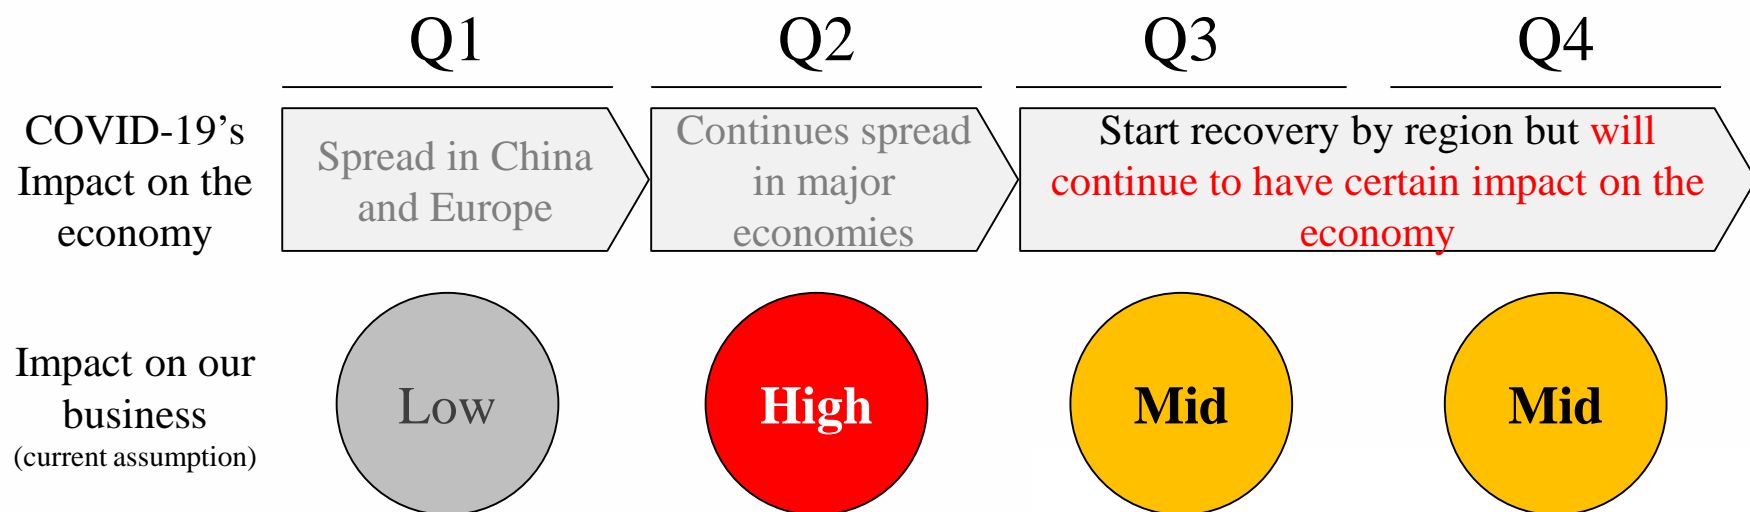 Q1
Q2
Q3
Q4
COVID-19's
Impact on the
economy
Spread in China
and Europe
Continues spread
in major
economies
Start recovery by region but will
continue to have certain impact on the
economy
Impact on our
business
(current assumption)
Low
High
Mid
Mid